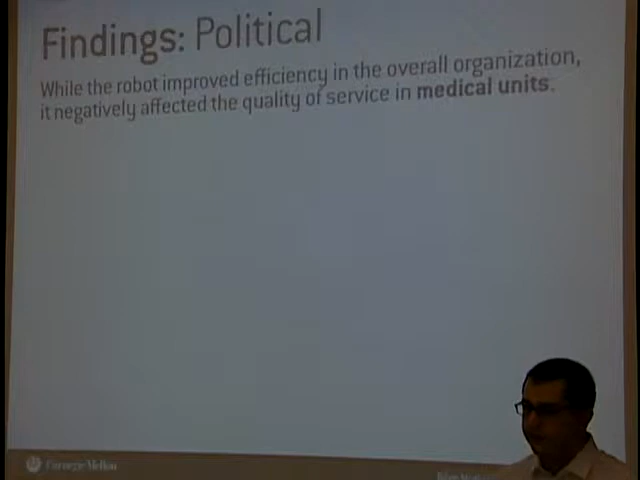 Findings: Political
While the robot improved efficiency in the overall organization,
it negatively affected the quality of service in medical units.
Carnegie Mellon